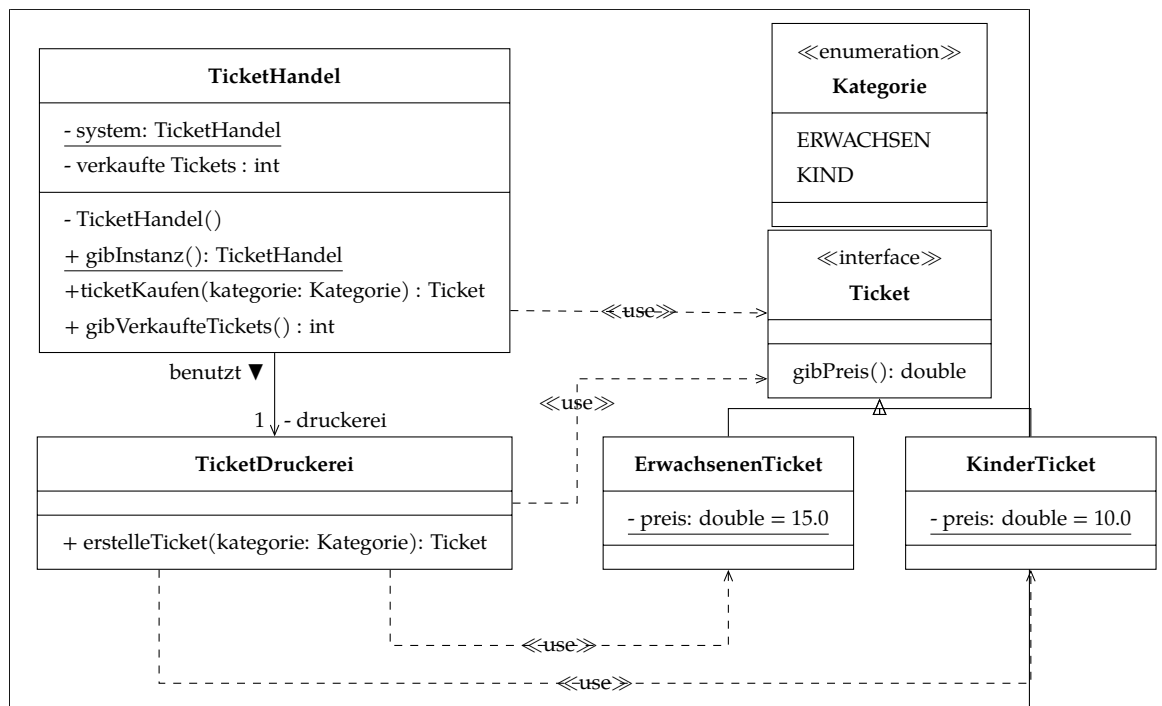 TicketHandel
- system: TicketHandel
- verkaufte Tickets : int
- TicketHandel()
+ gibInstanz(): TicketHandel
+ticketKaufen(kategorie: Kategorie) : Ticket
+ gibVerkaufteTickets() : int
≪enumeration≫
Kategorie
ERWACHSEN
KIND
≪interface≫
Ticket
gibPreis(): double
≪use≫
benutzt ▼
1 - druckerei
≪use≫
TicketDruckerei
+ erstelleTicket(kategorie: Kategorie): Ticket
ErwachsenenTicket
- preis: double = 15.0
KinderTicket
- preis: double = 10.0
≪use≫
≪use≫